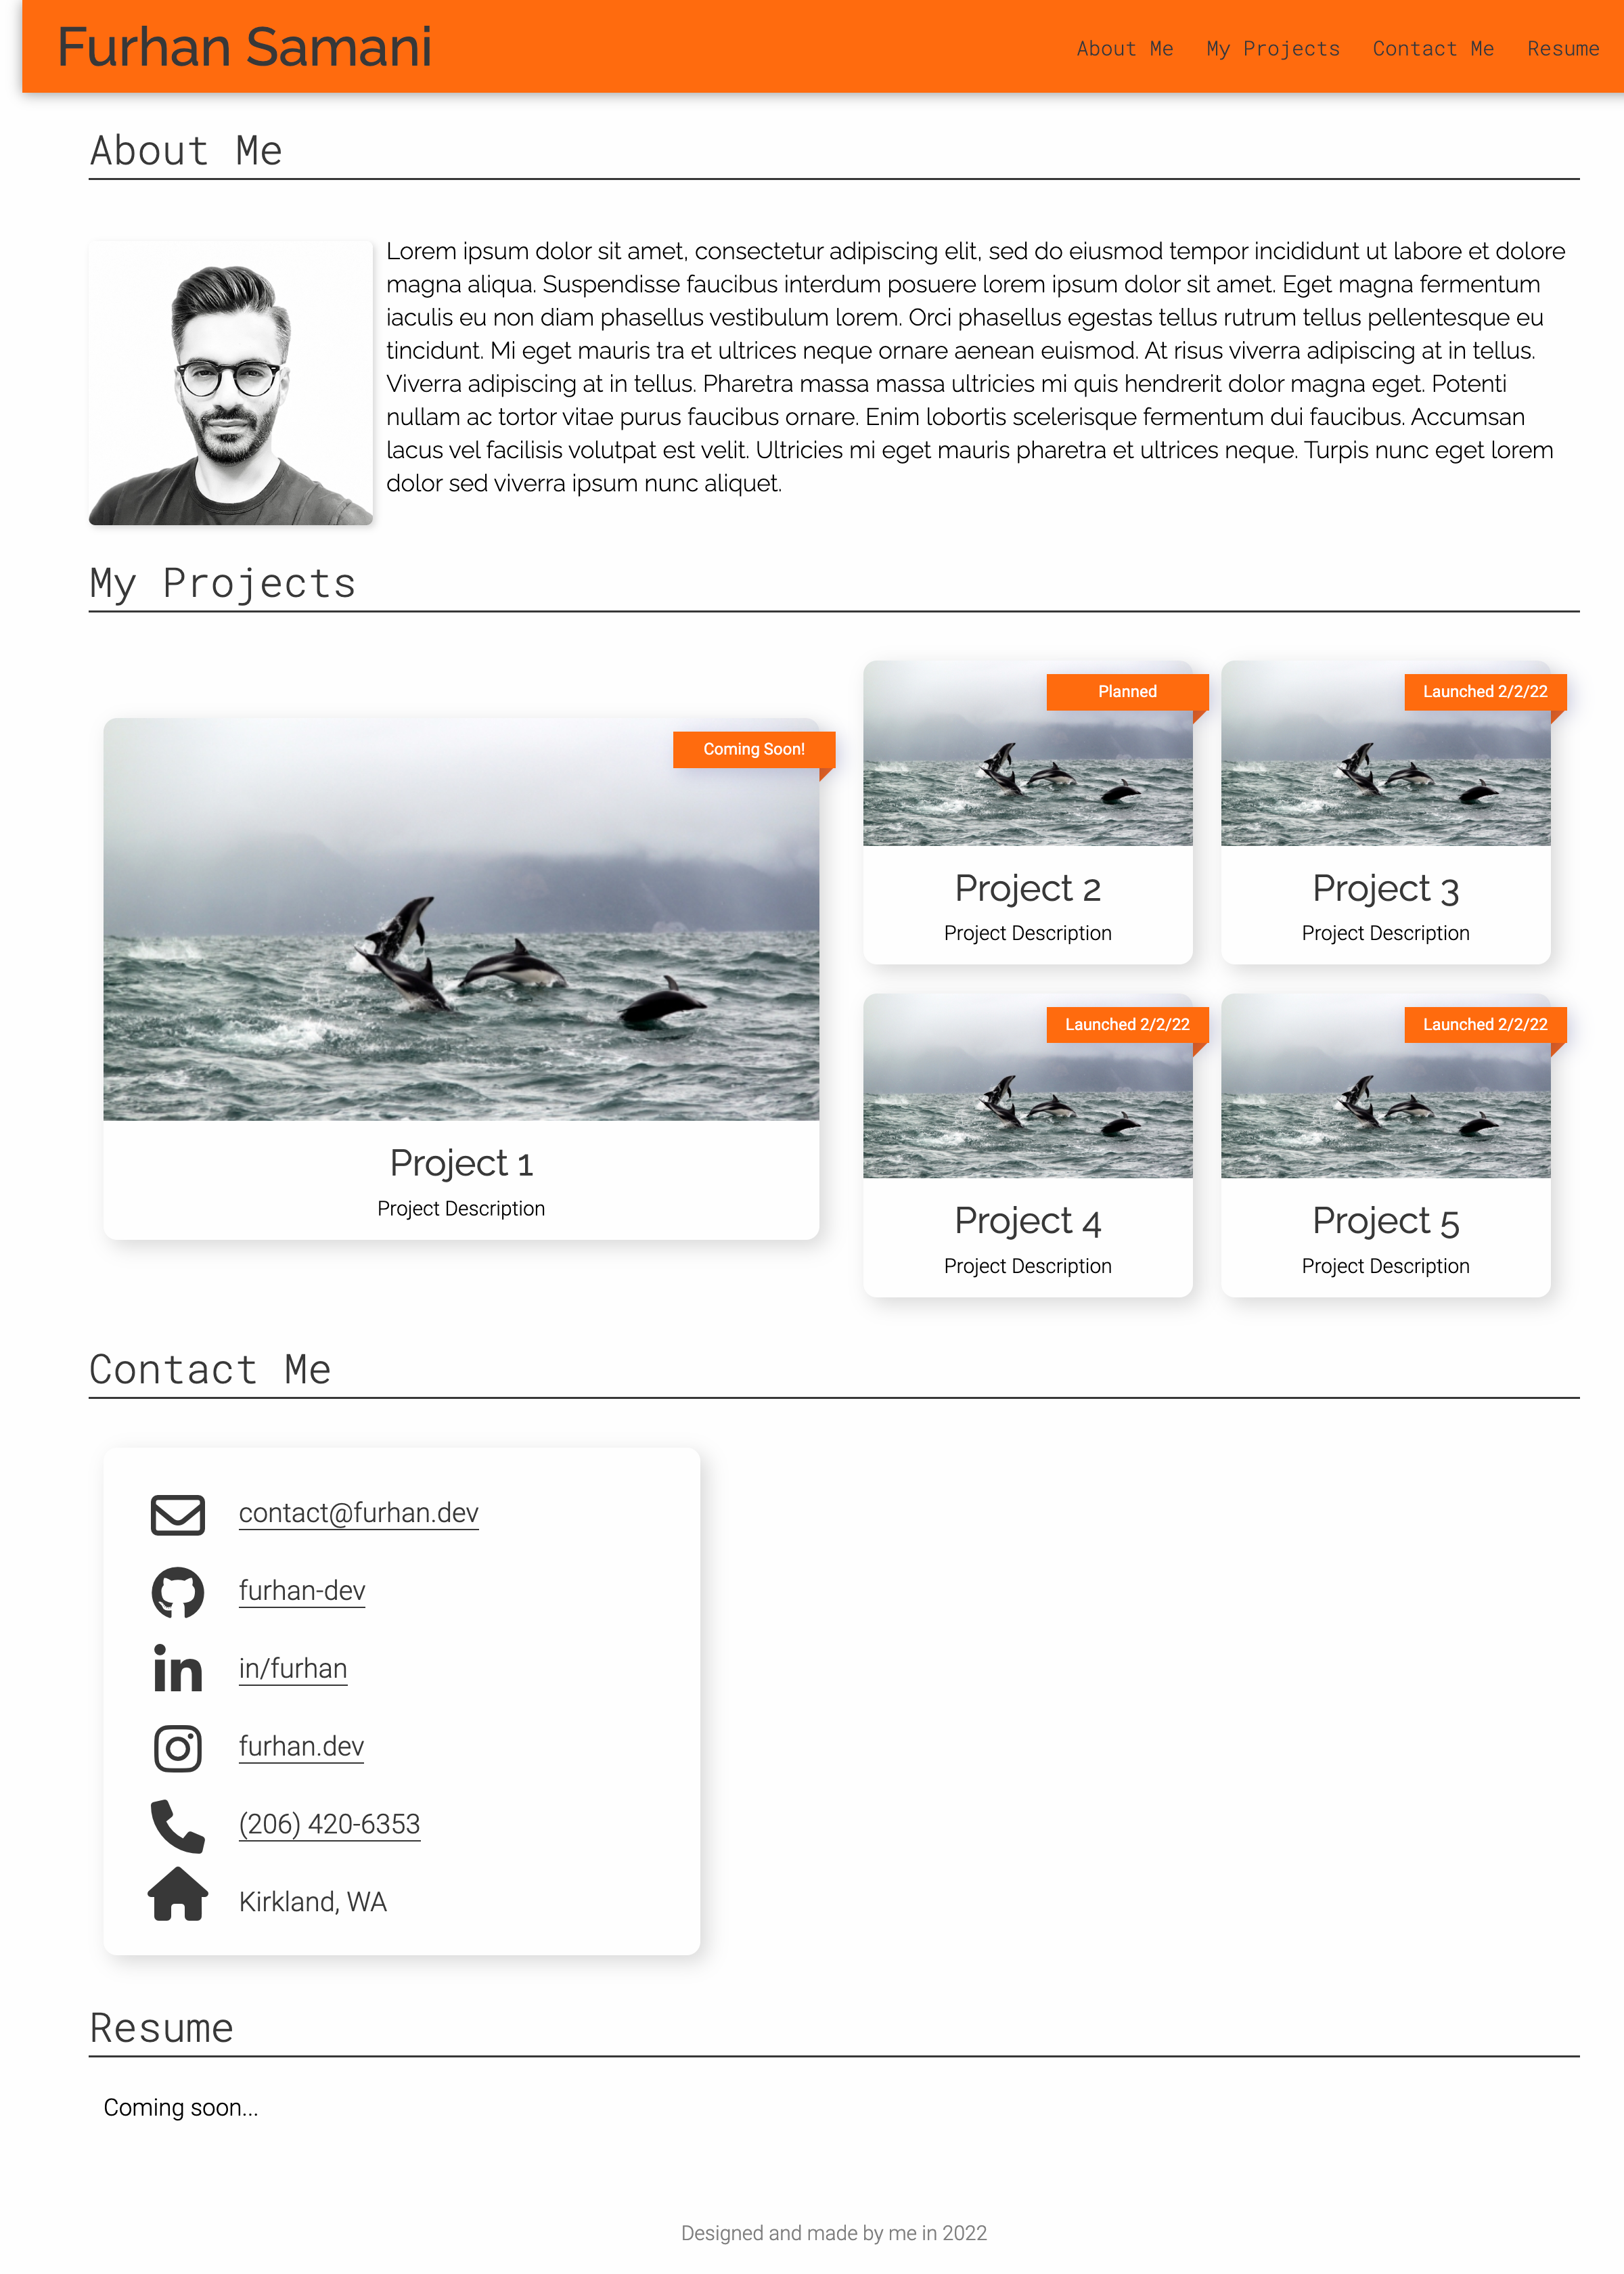 Furhan Samani
About Me
My Projects
Contact Me
Resume
About Me
Lorem ipsum dolor sit amet, consectetur adipiscing elit, sed do eiusmod tempor incididunt ut labore et dolore
magna aliqua. Suspendisse faucibus interdum posuere lorem ipsum dolor sit amet. Eget magna fermentum
iaculis eu non diam phasellus vestibulum lorem. Orci phasellus egestas tellus rutrum tellus pellentesque eu
tincidunt. Mi eget mauris tra et ultrices neque ornare aenean euismod. At risus viverra adipiscing at in tellus.
Viverra adipiscing at in tellus. Pharetra massa massa ultricies mi quis hendrerit dolor magna eget. Potenti
nullam ac tortor vitae purus faucibus ornare. Enim lobortis scelerisque fermentum dui faucibus. Accumsan
lacus vel facilisis volutpat est velit. Ultricies mi eget mauris pharetra et ultrices neque. Turpis nunc eget lorem
dolor sed viverra ipsum nunc aliquet.
My Projects
Coming Soon!
Project 1
Project Description
Planned
Project 2
Project Description
Launched 2/2/22
Project 3
Project Description
Launched 2/2/22
Project 4
Project Description
Launched 2/2/22
Project 5
Project Description
Contact Me
contact@furhan.dev
furhan-dev
in/furhan
furhan.dev
(206) 420-6353
Kirkland, WA
Resume
Coming soon...
Designed and made by me in 2022